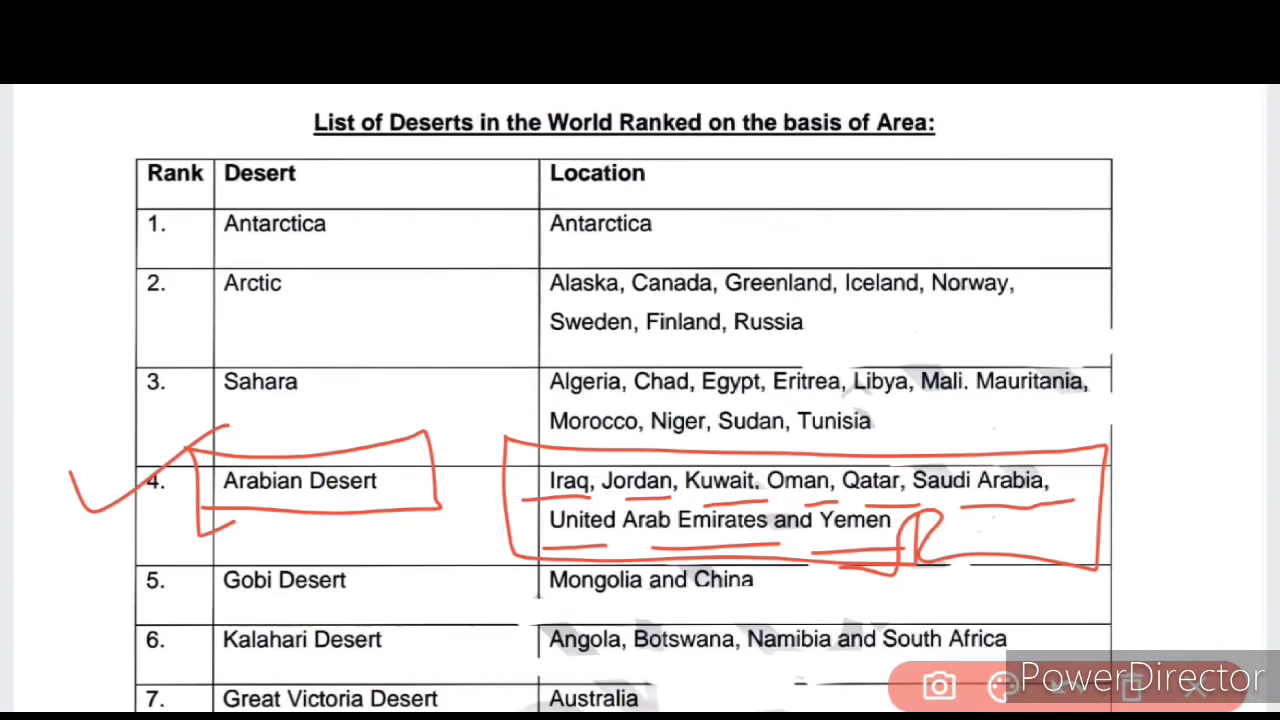 List of Deserts in the World Ranked on the basis of Area:
Rank Desert Location
1. Antarctica Antarctica
2. Arctic Alaska, Canada, Greenland, Iceland, Norway,
Sweden, Finland, Russia
3. Sahara Algeria, Chad, Egypt, Eritrea, Libya, Mali. Mauritania,
Morocco, Niger, Sudan, Tunisia
4. Arabian Desert Iraq, Jordan, Kuwait. Oman, Qatar, Saudi Arabia,
United Arab Emirates and Yemen
5. Gobi Desert Mongolia and China
6. Kalahari Desert Angola, Botswana, Namibia and South Africa
7. Great Victoria Desert Australia
PowerDirector